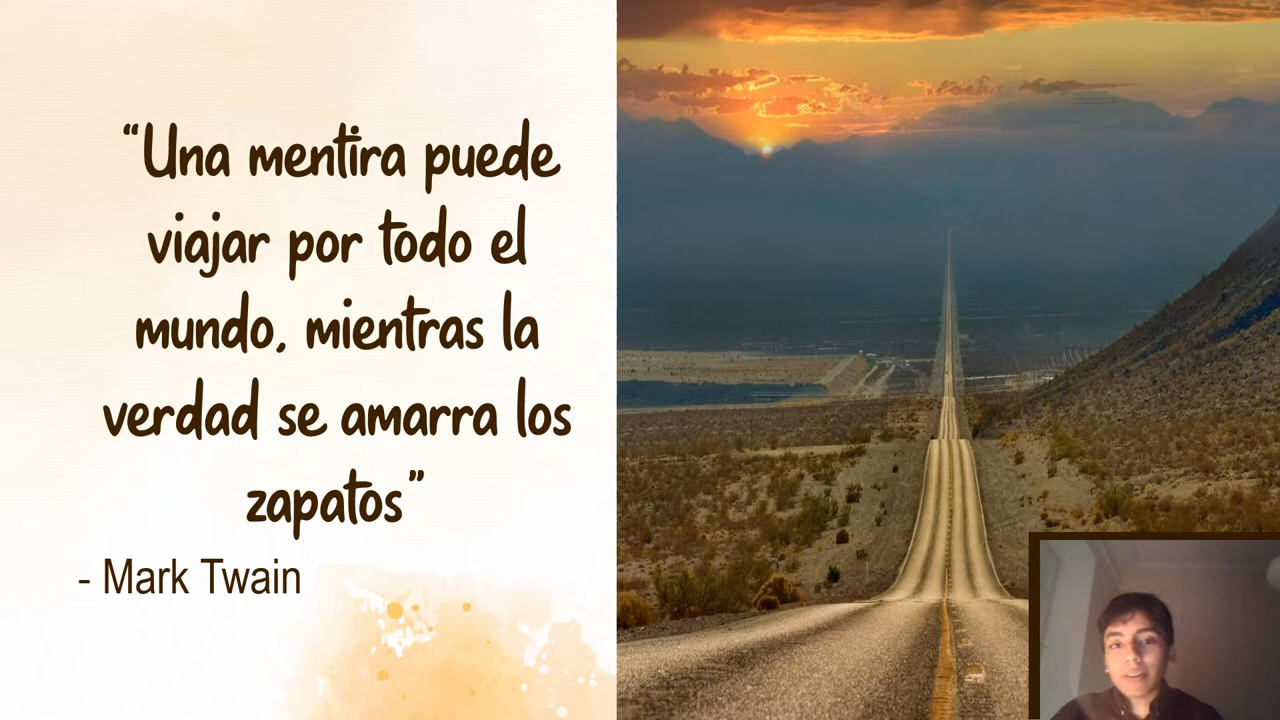 “Una mentira puede
viajar por todo el
mundo, mientras la
verdad se amarra los
zapatos”
- Mark Twain